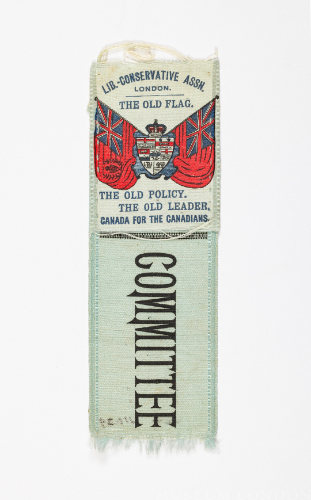 LIB.-CONSERVATIVE ASSN.
LONDON.
THE OLD FLAG.
THE OLD POLICY.
THE OLD LEADER,
CANADA FOR THE CANADIANS.
COMMITTEE